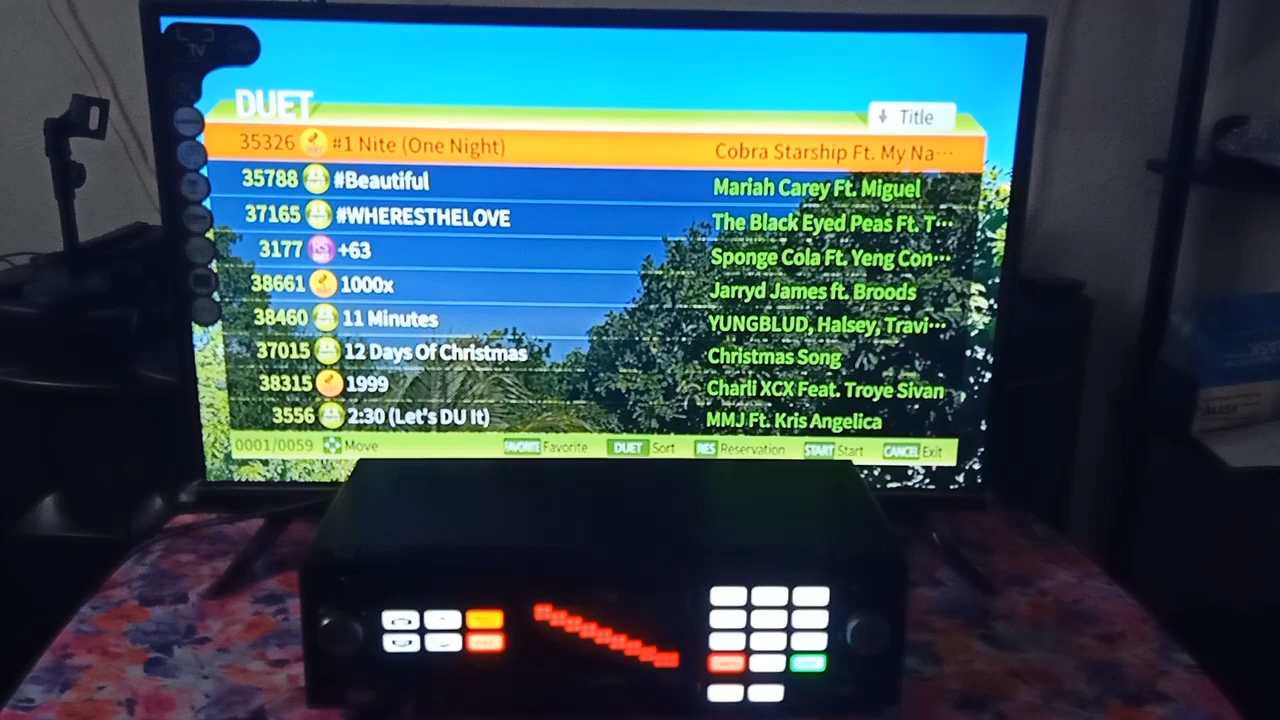 TV
DUET
Title
35326 #1 Nite (One Night) Cobra Starship Ft. My Na···
35788 #Beautiful Mariah Carey Ft. Miguel
37165 #WHERESTHELOVE The Black Eyed Peas Ft. T···
3177 +63 Sponge Cola Ft. Yeng Con···
38661 1000x Jarryd James ft. Broods
38460 11 Minutes YUNGBLUD, Halsey, Travi···
37015 12 Days Of Christmas Christmas Song
38315 1999 Charli XCX Feat. Troye Sivan
3556 2:30 (Let's DU It) MMJ Ft. Kris Angelica
0001/0059 Move FAVORITE Favorite DUET Sort RES Reservation START Start CANCEL Exit
MASK